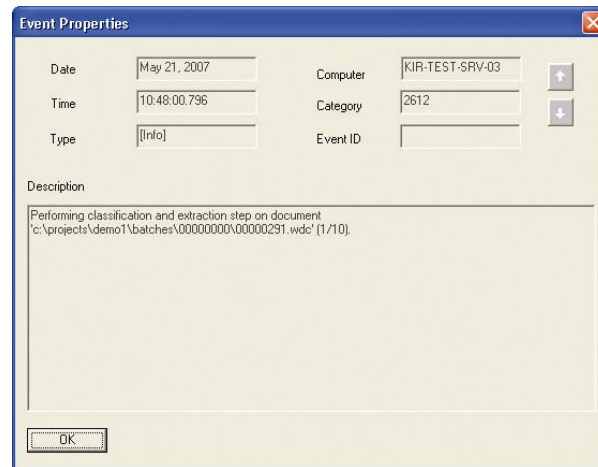 Event Properties
Date May 21, 2007 Computer KIR-TEST-SRV-03
Time 10:48:00.796 Category 2612
Type [Info] Event ID
Description
Performing classification and extraction step on document
'c:\projects\demo1\batches\00000000\00000291.wdc' (1/10).
OK